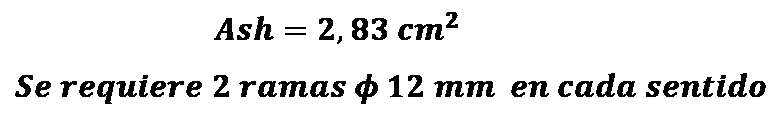 Ash = 2,83 cm²
Se requiere 2 ramas ϕ 12 mm en cada sentido